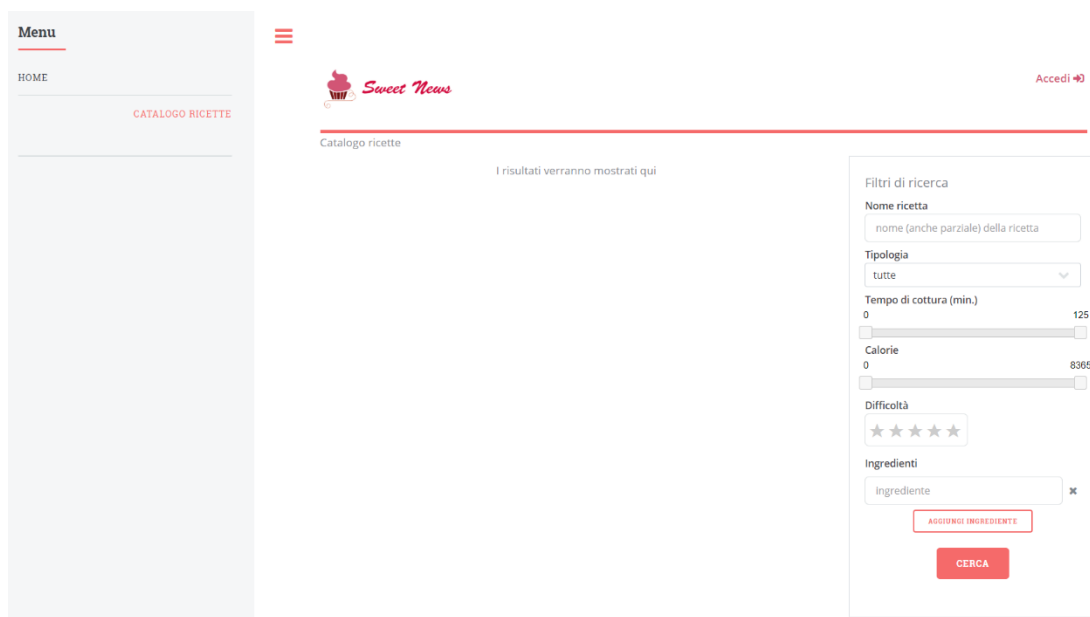 Menu
HOME
CATALOGO RICETTE
Sweet News
Accedi
Catalogo ricette
I risultati verranno mostrati qui
Filtri di ricerca
Nome ricetta
nome (anche parziale) della ricetta
Tipologia
tutte
Tempo di cottura (min.)
0 125
Calorie
0 8365
Difficoltà
Ingredienti
ingrediente
AGGIUNGI INGREDIENTE
CERCA